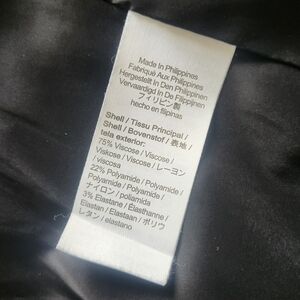 Made In Philippines
Fabriqué Aux Philippines
Hergestellt In Den Philippinen
Vervaardigd In De Filippijnen
フィリピン製
hecho en filipinas
Shell / Tissu Principal /
Shell / Bovenstof / 表地 /
tela exterior:
75% Viscose / Viscose /
Viskose / Viscose / レーヨン
/ viscosa
22% Polyamide / Polyamide
/ Polyamide / Polyamide /
ナイロン / poliamida
3% Elastane / Élasthanne /
Elastan / Elastaan / ポリウ
レタン / elastano